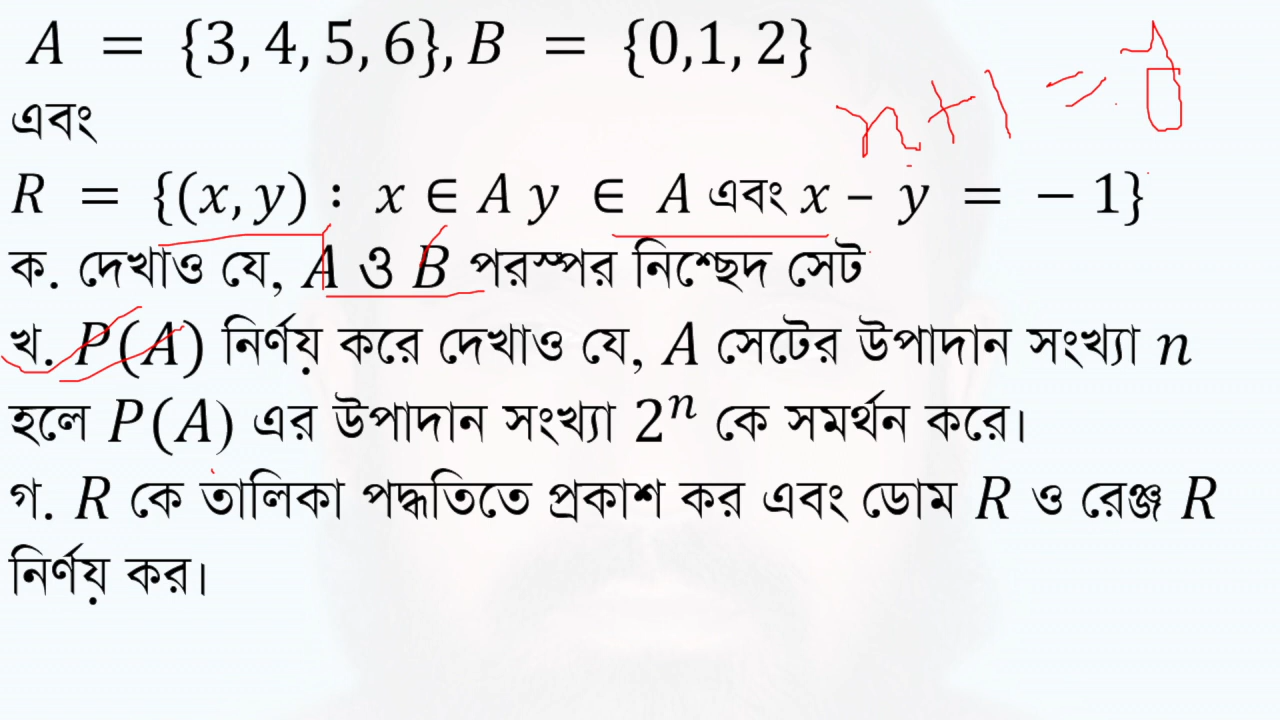 A = {3, 4, 5, 6}, B = {0,1, 2}
এবং
R = {(x, y) : x ∈ A y ∈ A এবং x – y = − 1}
ক. দেখাও যে, A ও B পরস্পর নিশ্ছেদ সেট
খ. P(A) নির্ণয় করে দেখাও যে, A সেটের উপাদান সংখ্যা n
হলে P(A) এর উপাদান সংখ্যা 2ⁿ কে সমর্থন করে।
গ. R কে তালিকা পদ্ধতিতে প্রকাশ কর এবং ডোম R ও রেঞ্জ R
নির্ণয় কর।